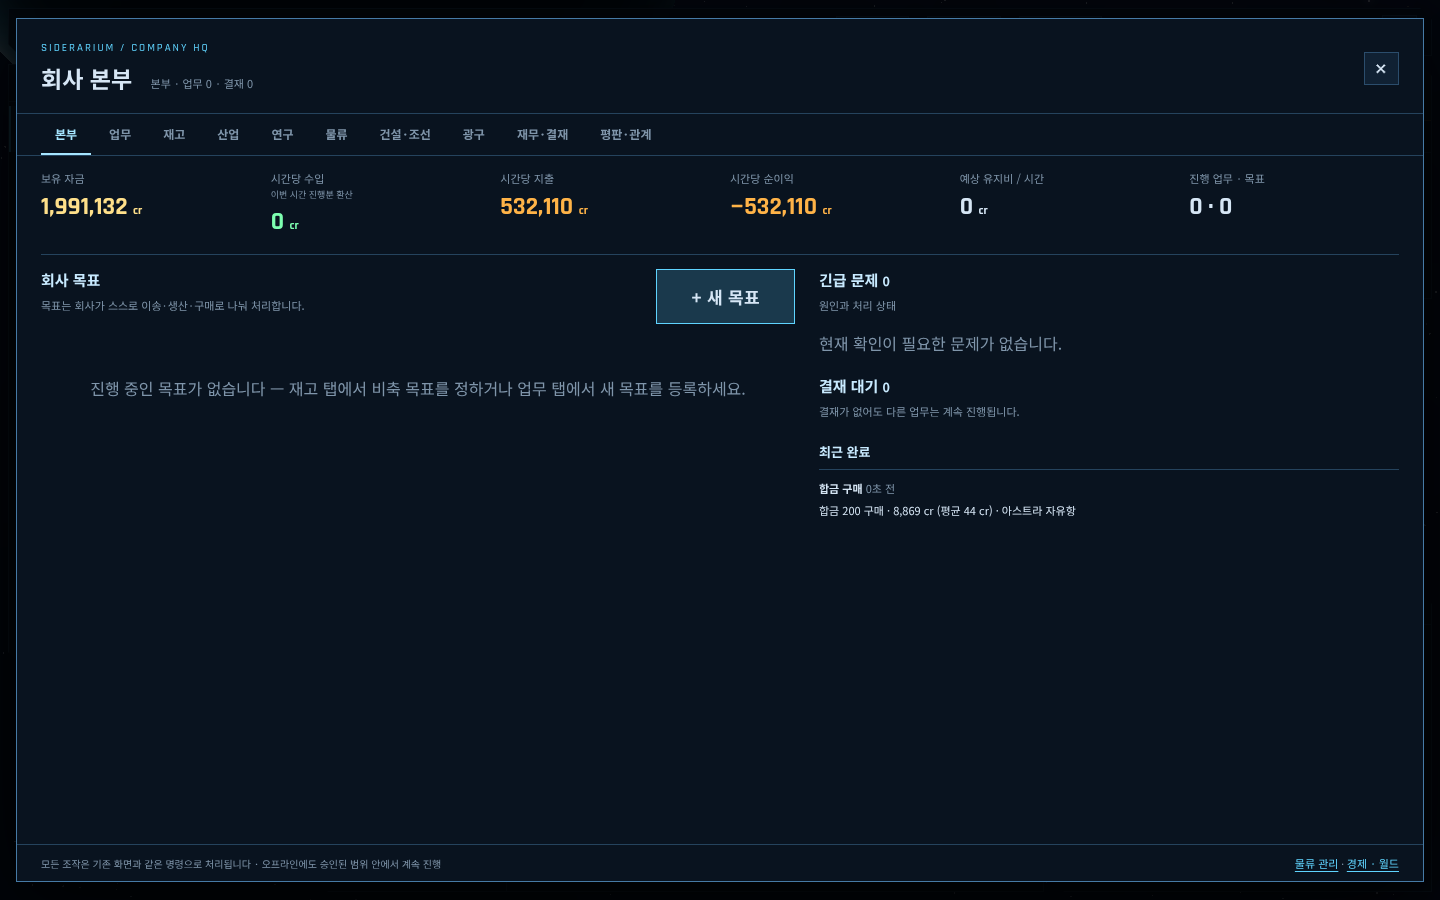 SIDERARIUM / COMPANY HQ
회사 본부 본부 · 업무 0 · 결재 0
×
본부 업무 재고 산업 연구 물류 건설·조선 광구 재무·결재 평판·관계
보유 자금
1,991,132 cr
시간당 수입
이번 시간 진행분 환산
0 cr
시간당 지출
532,110 cr
시간당 순이익
−532,110 cr
예상 유지비 / 시간
0 cr
진행 업무 · 목표
0 · 0
회사 목표
목표는 회사가 스스로 이송·생산·구매로 나눠 처리합니다.
+ 새 목표
진행 중인 목표가 없습니다 — 재고 탭에서 비축 목표를 정하거나 업무 탭에서 새 목표를 등록하세요.
긴급 문제 0
원인과 처리 상태
현재 확인이 필요한 문제가 없습니다.
결재 대기 0
결재가 없어도 다른 업무는 계속 진행됩니다.
최근 완료
합금 구매 0초 전
합금 200 구매 · 8,869 cr (평균 44 cr) · 아스트라 자유항
모든 조작은 기존 화면과 같은 명령으로 처리됩니다 · 오프라인에도 승인된 범위 안에서 계속 진행
물류 관리 · 경제 · 월드